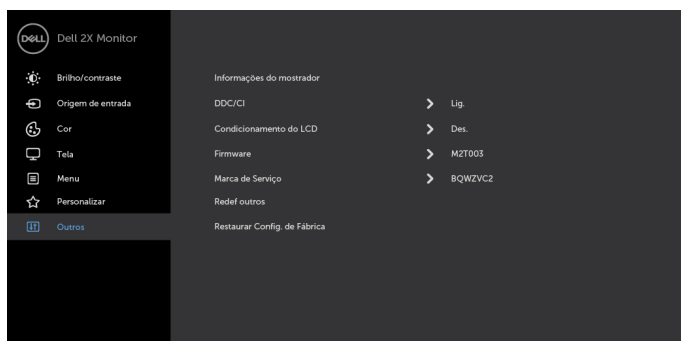 DELL Dell 2X Monitor
Brilho/contraste Informações do mostrador
Origem de entrada DDC/CI Lig.
Cor Condicionamento do LCD Des.
Tela Firmware M2T003
Menu Marca de Serviço BQWZVC2
Personalizar Redef outros
Outros Restaurar Config. de Fábrica